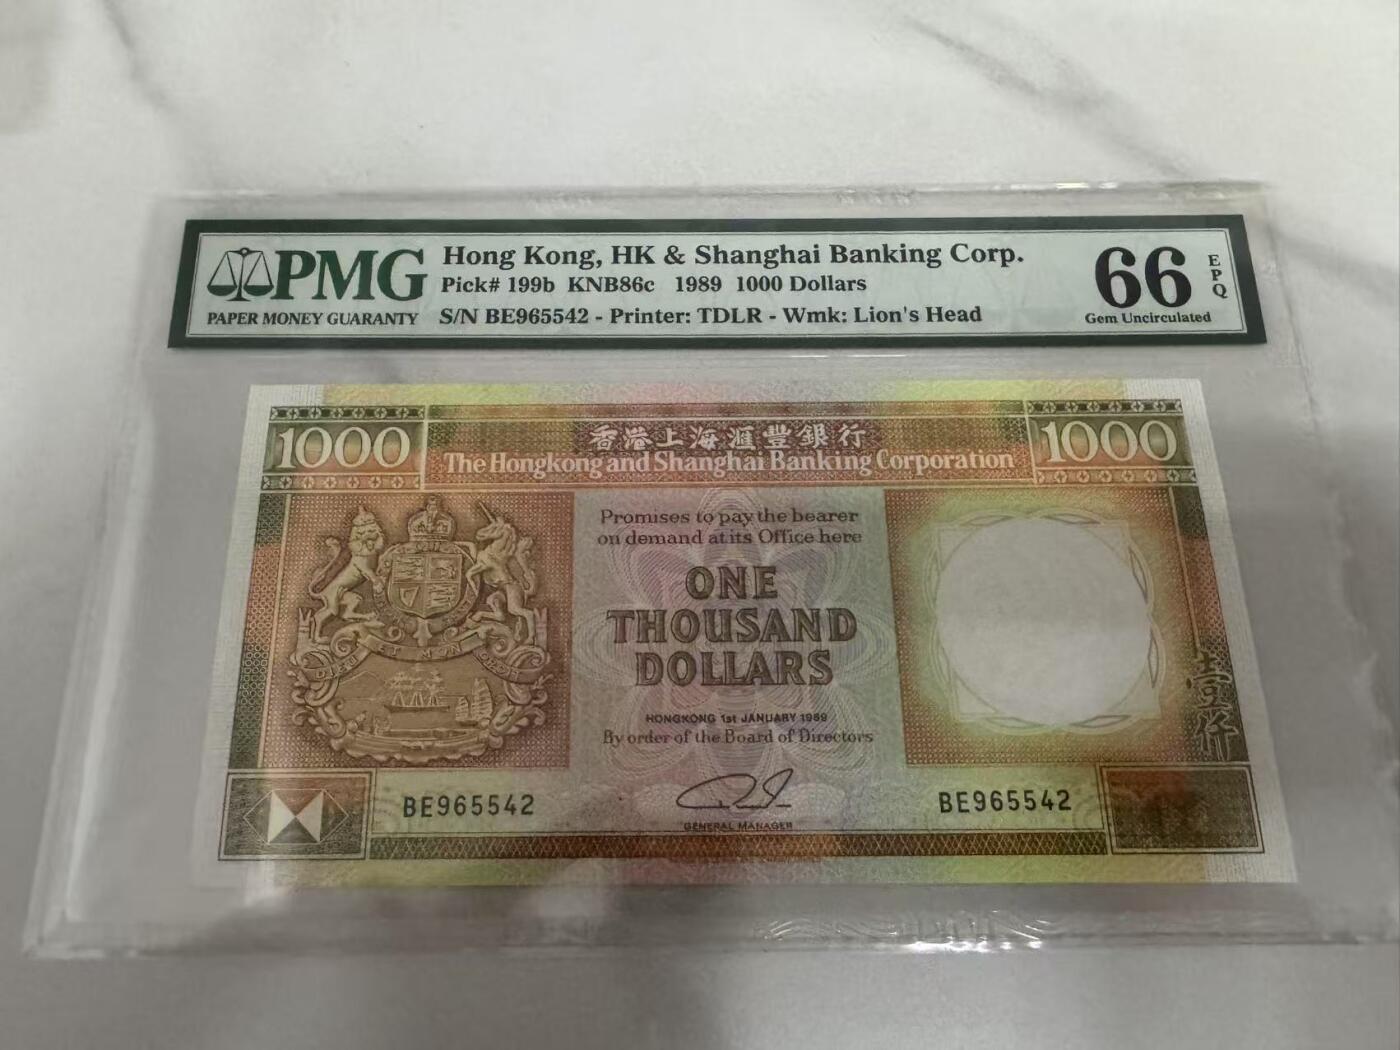 PMG
PAPER MONEY GUARANTY
Hong Kong, HK & Shanghai Banking Corp.
Pick# 199b KNB86c 1989 1000 Dollars
S/N BE965542 - Printer: TDLR - Wmk: Lion's Head
66
EPQ
Gem Uncirculated
1000
香港上海滙豐銀行
1000
The Hongkong and Shanghai Banking Corporation
Promises to pay the bearer
on demand at its Office here
ONE
THOUSAND
DOLLARS
DIEU ET MON
HONGKONG 1st JANUARY 1989
By order of the Board of Directors
壹仟
BE965542
BE965542
GENERAL MANAGER